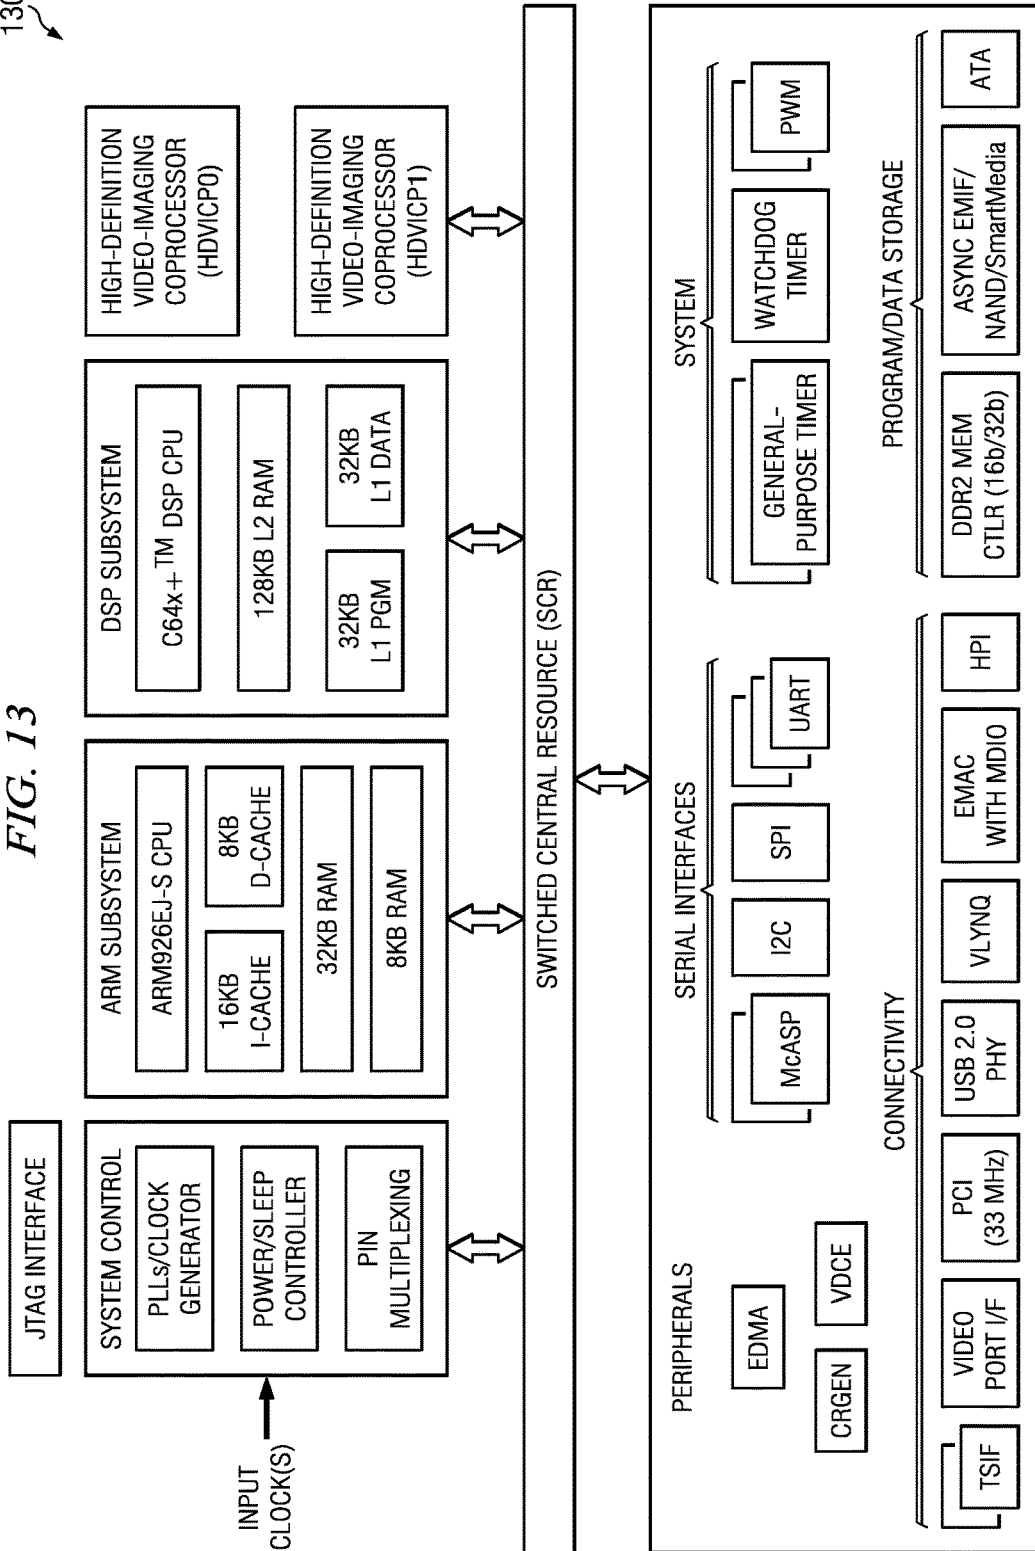 FIG. 13
130
JTAG INTERFACE
INPUT
CLOCK(S)
SYSTEM CONTROL
PLLs/CLOCK
GENERATOR
POWER/SLEEP
CONTROLLER
PIN
MULTIPLEXING
ARM SUBSYSTEM
ARM926EJ-S CPU
16KB
I-CACHE
8KB
D-CACHE
32KB RAM
8KB RAM
DSP SUBSYSTEM
C64x+TM DSP CPU
128KB L2 RAM
32KB
L1 PGM
32KB
L1 DATA
HIGH-DEFINITION
VIDEO-IMAGING
COPROCESSOR
(HDVICP0)
HIGH-DEFINITION
VIDEO-IMAGING
COPROCESSOR
(HDVICP1)
SWITCHED CENTRAL RESOURCE (SCR)
PERIPHERALS
EDMA
CRGEN
VDCE
SERIAL INTERFACES
McASP
I2C
SPI
UART
SYSTEM
GENERAL-
PURPOSE TIMER
WATCHDOG
TIMER
PWM
CONNECTIVITY
TSIF
VIDEO
PORT I/F
PCI
(33 MHz)
USB 2.0
PHY
VLYNQ
EMAC
WITH MDIO
HPI
PROGRAM/DATA STORAGE
DDR2 MEM
CTLR (16b/32b)
ASYNC EMIF/
NAND/SmartMedia
ATA